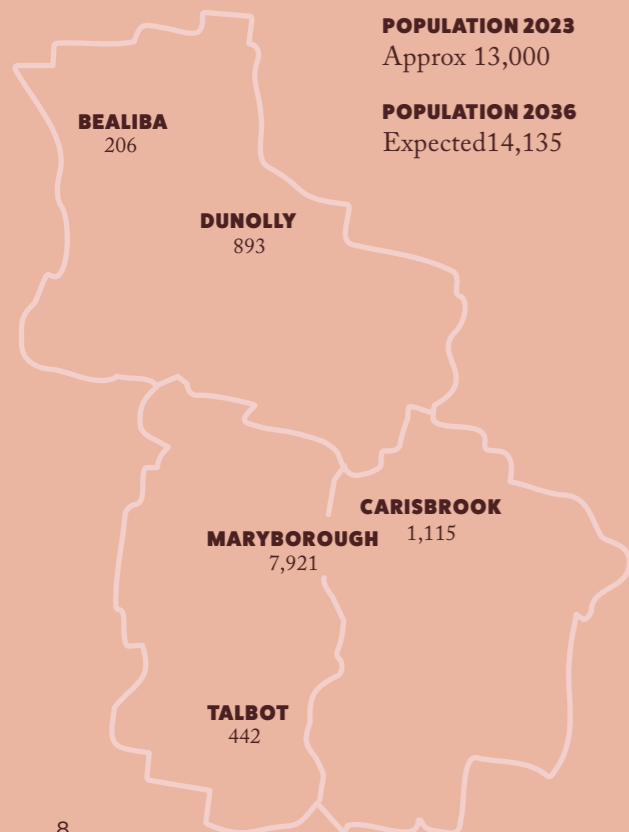 POPULATION 2023
Approx 13,000
POPULATION 2036
Expected14,135
BEALIBA
206
DUNOLLY
893
CARISBROOK
1,115
MARYBOROUGH
7,921
TALBOT
442
8